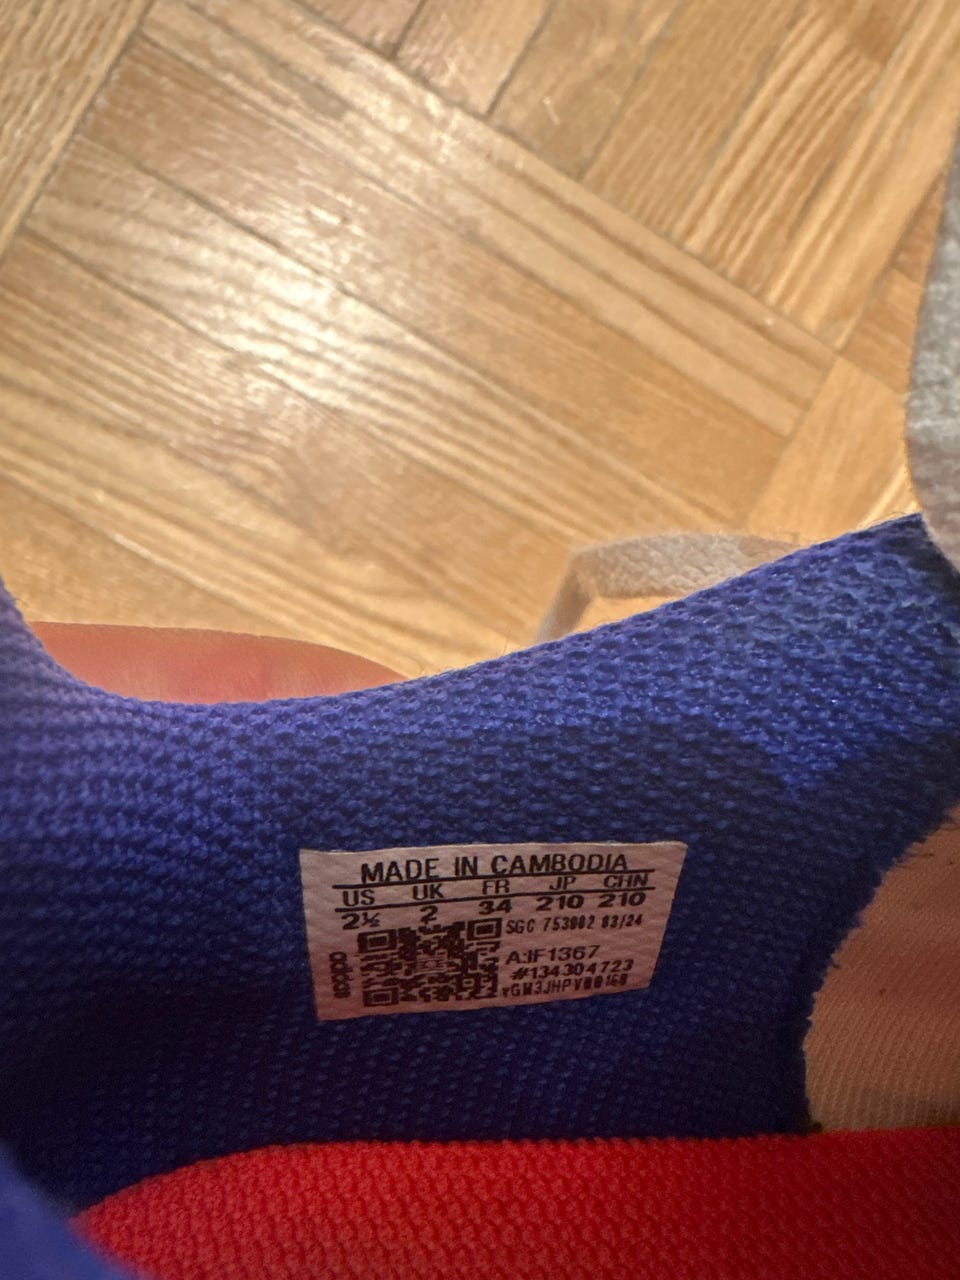 MADE IN CAMBODIA
US UK FR JP CHN
2½ 2 34 210 210
SGC 753002 03/24
A:IF1367
#134304723
adidas